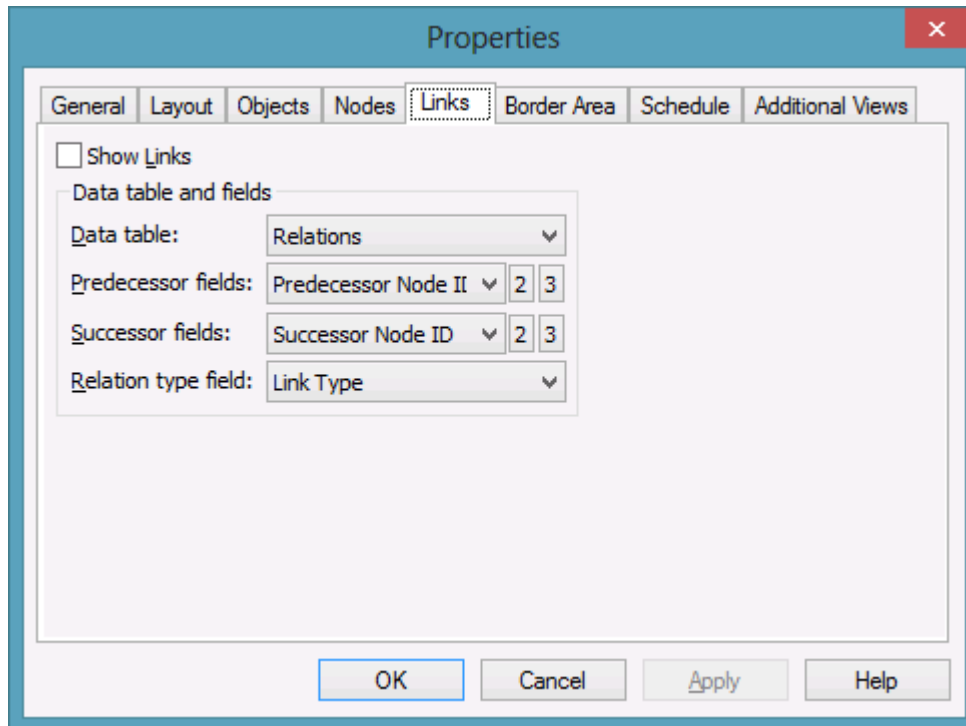 Properties
General Layout Objects Nodes Links Border Area Schedule Additional Views
Show Links
Data table and fields
Data table: Relations
Predecessor fields: Predecessor Node II 2 3
Successor fields: Successor Node ID 2 3
Relation type field: Link Type
OK Cancel Apply Help